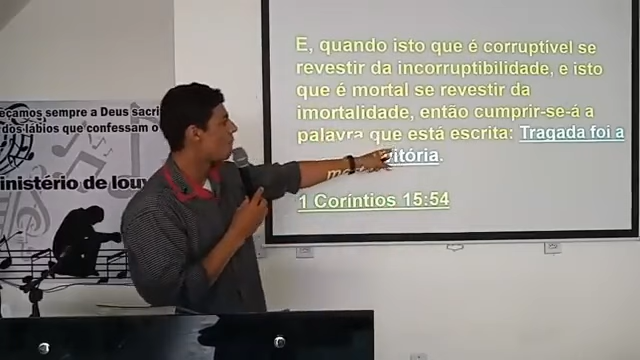 E, quando isto que é corruptível se
revestir da incorruptibilidade, e isto
que é mortal se revestir da
imortalidade, então cumprir-se-á a
palavra que está escrita: Tragada foi a
vitória.
1 Coríntios 15:54
eçamos sempre a Deus sacri
dos lábios que confessam o
inistério de lou